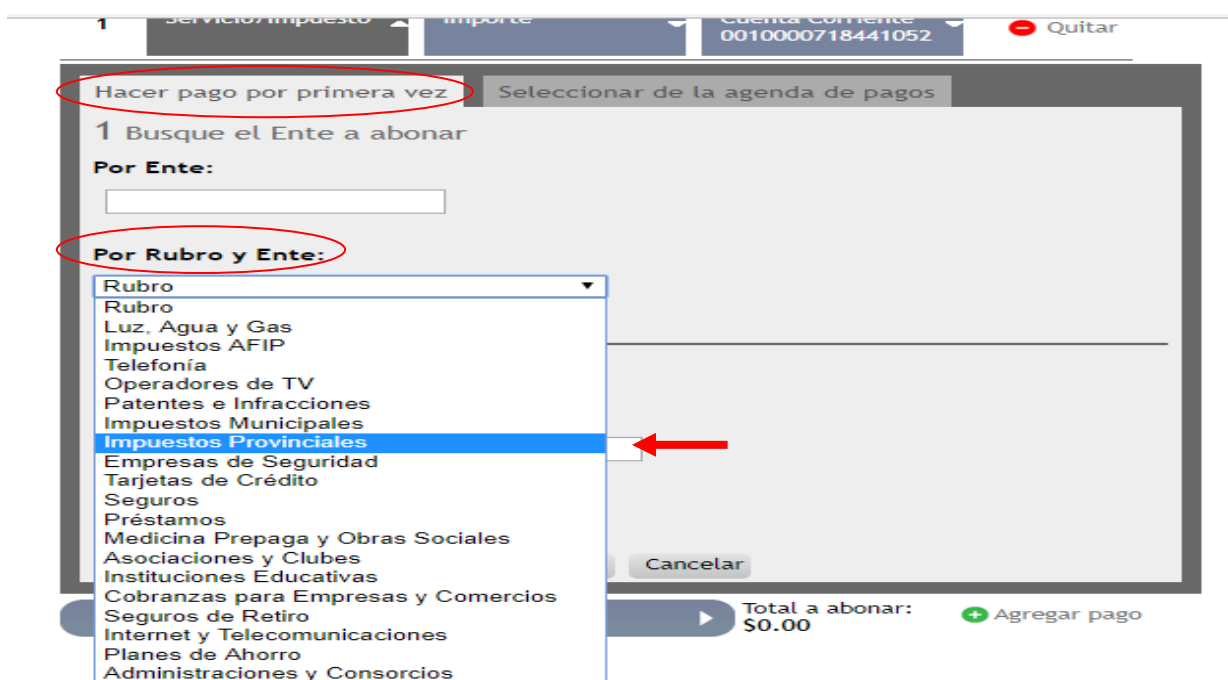 1 Servicio/Impuesto Importe Cuenta Corriente
0010000718441052 Quitar
Hacer pago por primera vez Seleccionar de la agenda de pagos
1 Busque el Ente a abonar
Por Ente:
Por Rubro y Ente:
Rubro
Rubro
Luz, Agua y Gas
Impuestos AFIP
Telefonía
Operadores de TV
Patentes e Infracciones
Impuestos Municipales
Impuestos Provinciales
Empresas de Seguridad
Tarjetas de Crédito
Seguros
Préstamos
Medicina Prepaga y Obras Sociales
Asociaciones y Clubes
Cancelar
Instituciones Educativas
Cobranzas para Empresas y Comercios
Seguros de Retiro
Internet y Telecomunicaciones
Planes de Ahorro
Administraciones y Consorcios
Total a abonar:
$0.00
Agregar pago